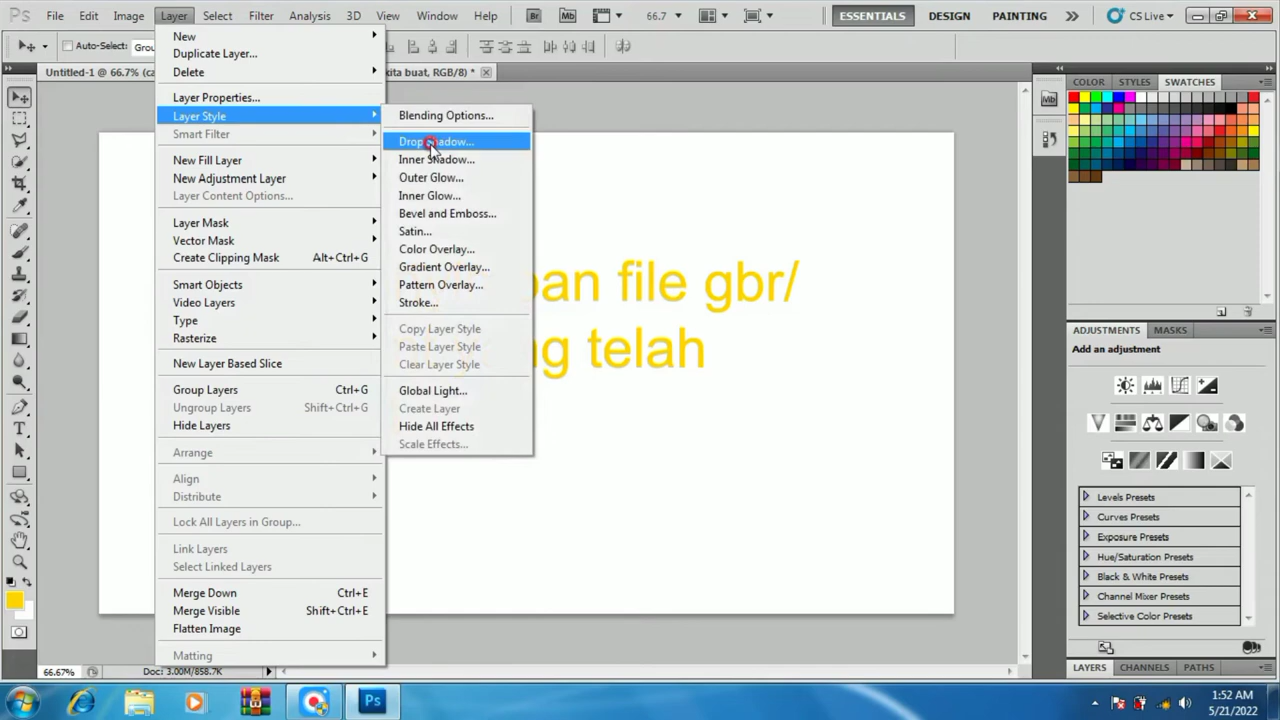 Ps File Edit Image Layer Select Filter Analysis 3D View Window Help Br Mb 66.7 ESSENTIALS DESIGN PAINTING CS Live
Auto-Select:
Untitled-1 @ 66.7%
kita buat, RGB/8) *
New
Duplicate Layer...
Delete
Layer Properties...
Layer Style
Smart Filter
New Fill Layer
New Adjustment Layer
Layer Content Options...
Layer Mask
Vector Mask
Create Clipping Mask Alt+Ctrl+G
Smart Objects
Video Layers
Type
Rasterize
New Layer Based Slice
Group Layers Ctrl+G
Ungroup Layers Shift+Ctrl+G
Hide Layers
Arrange
Align
Distribute
Lock All Layers in Group...
Link Layers
Select Linked Layers
Merge Down Ctrl+E
Merge Visible Shift+Ctrl+E
Flatten Image
Matting
Blending Options...
Drop Shadow...
Inner Shadow...
Outer Glow...
Inner Glow...
Bevel and Emboss...
Satin...
Color Overlay...
Gradient Overlay...
Pattern Overlay...
Stroke...
Copy Layer Style
Paste Layer Style
Clear Layer Style
Global Light...
Create Layer
Hide All Effects
Scale Effects...
file gbr/
telah
COLOR STYLES SWATCHES
Mb
ADJUSTMENTS MASKS
Add an adjustment
Levels Presets
Curves Presets
Exposure Presets
Hue/Saturation Presets
Black & White Presets
Channel Mixer Presets
Selective Color Presets
LAYERS CHANNELS PATHS
66.67% Doc: 3.00M/858.7K
Ps
1:52 AM
5/21/2022